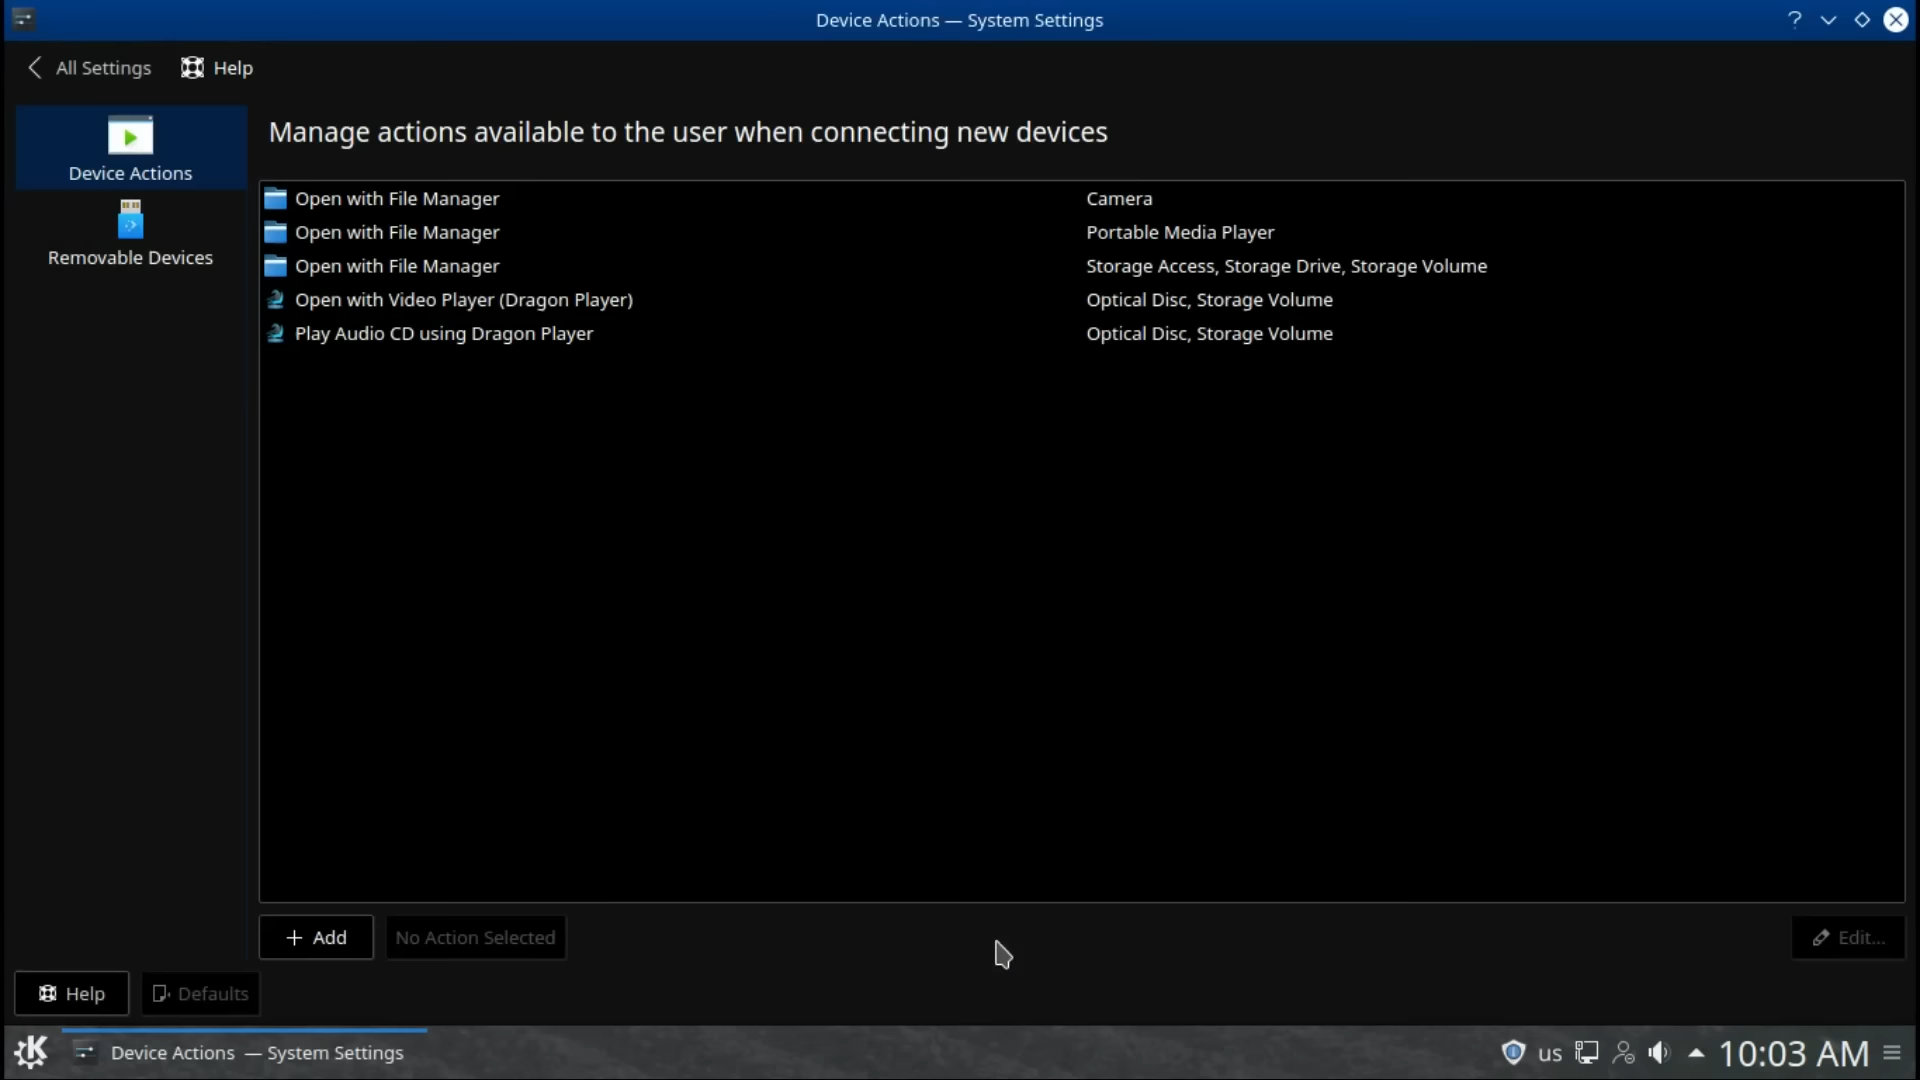 Device Actions — System Settings
All Settings
Help
Device Actions
Removable Devices
Manage actions available to the user when connecting new devices
Open with File Manager Camera
Open with File Manager Portable Media Player
Open with File Manager Storage Access, Storage Drive, Storage Volume
Open with Video Player (Dragon Player) Optical Disc, Storage Volume
Play Audio CD using Dragon Player Optical Disc, Storage Volume
Add No Action Selected Edit...
Help Defaults
Device Actions — System Settings us 10:03 AM